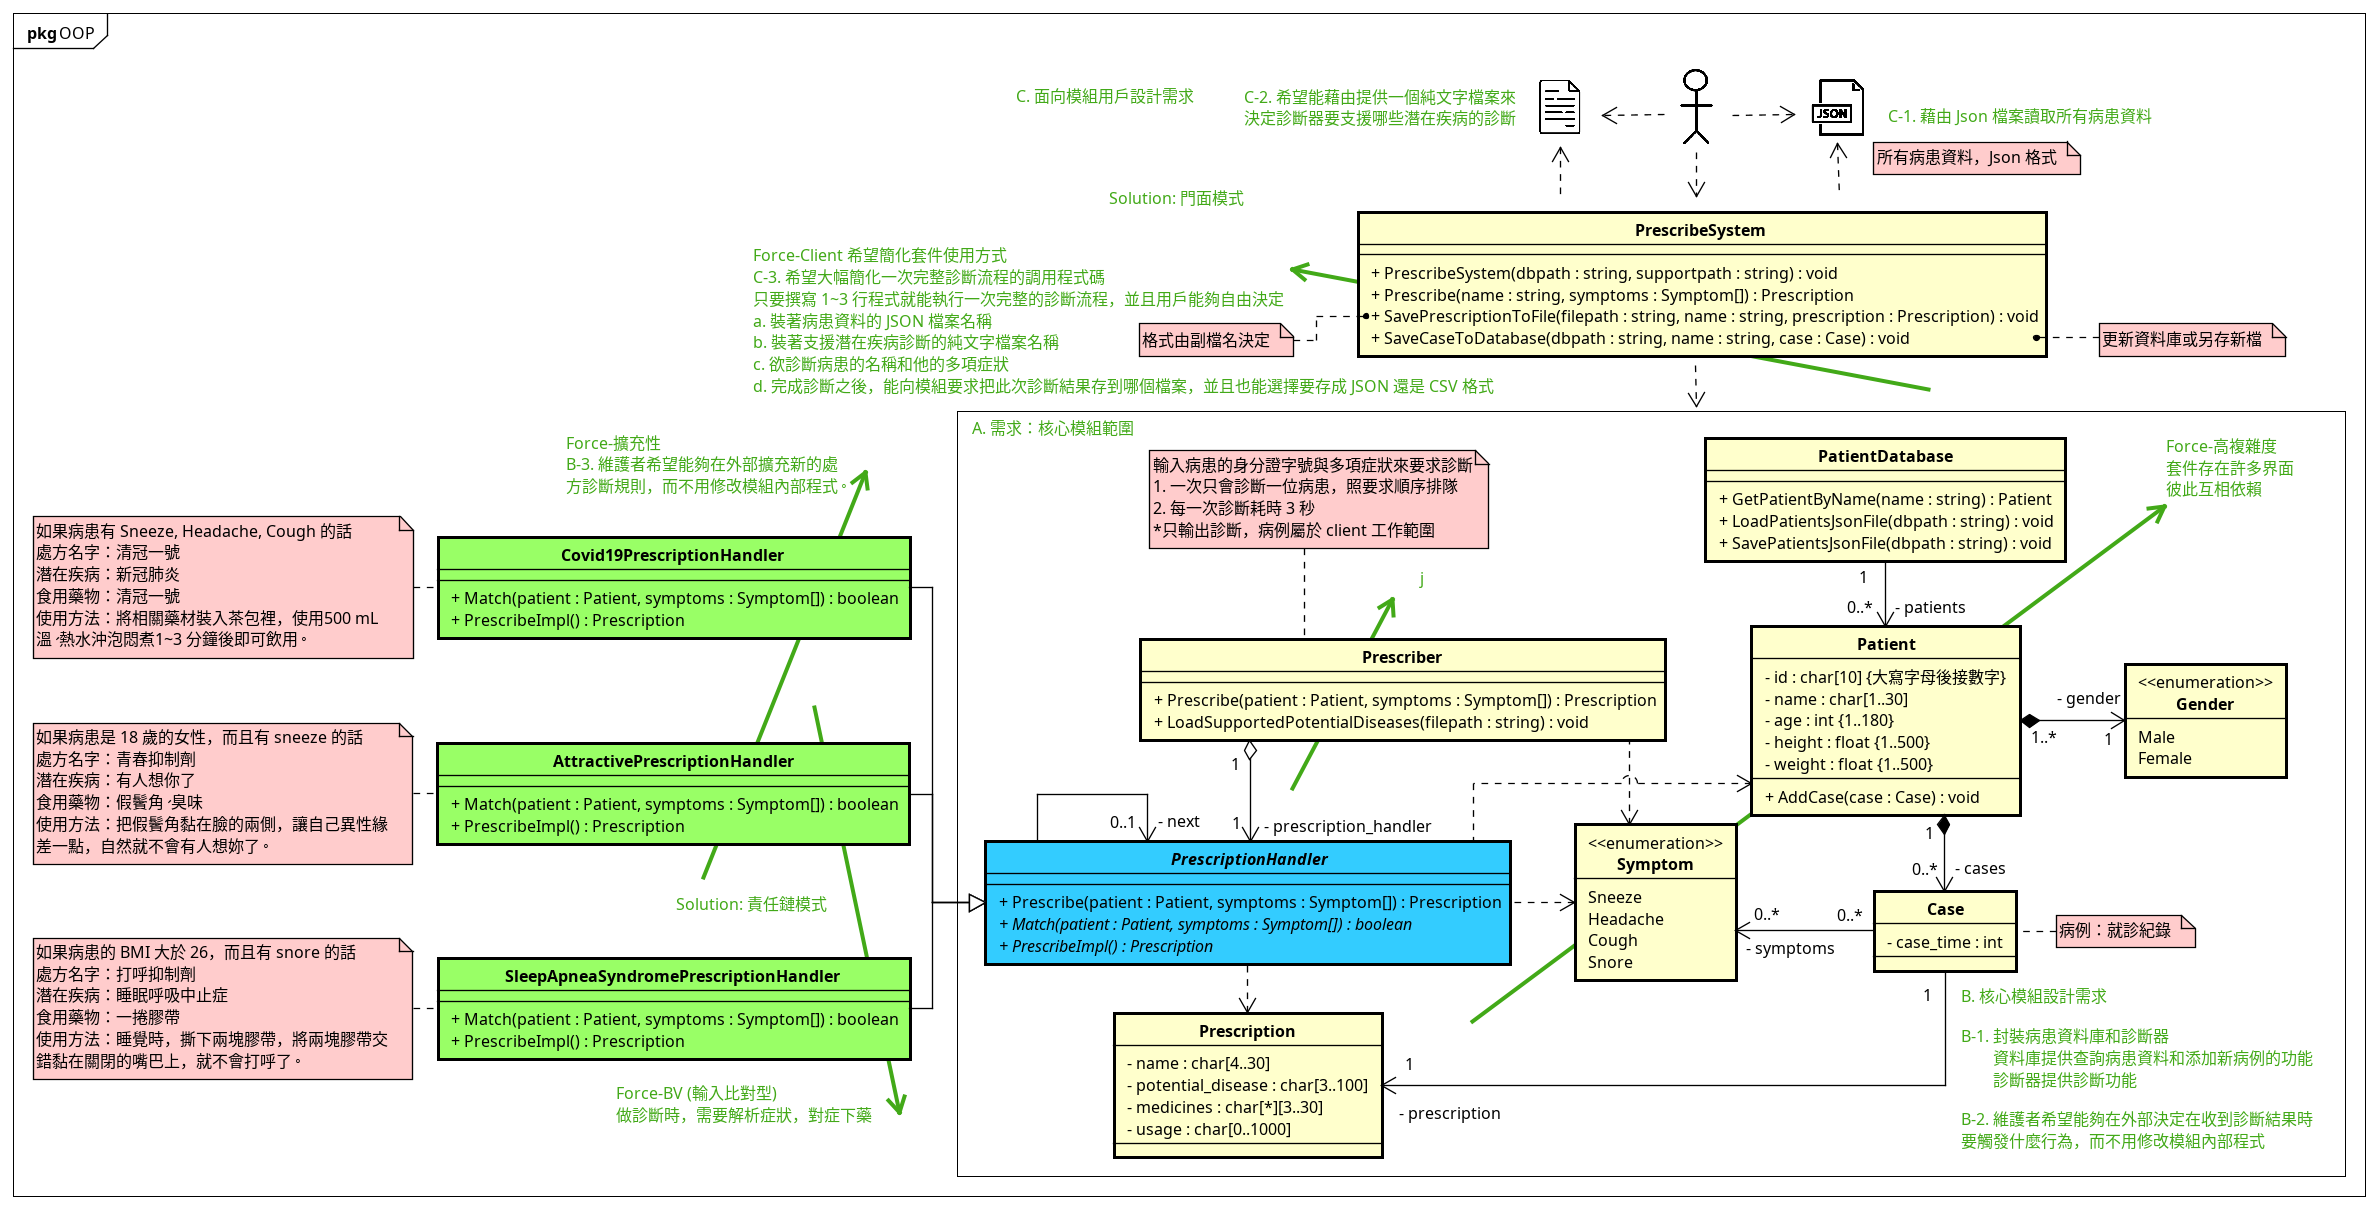 pkg OOP
C. 面向模組用戶設計需求
C-2. 希望能藉由提供一個純文字檔案來
決定診斷器要支援哪些潛在疾病的診斷
JSON
C-1. 藉由 Json 檔案讀取所有病患資料
所有病患資料，Json 格式
Solution: 門面模式
PrescribeSystem
+ PrescribeSystem(dbpath : string, supportpath : string) : void
+ Prescribe(name : string, symptoms : Symptom[]) : Prescription
+ SavePrescriptionToFile(filepath : string, name : string, prescription : Prescription) : void
+ SaveCaseToDatabase(dbpath : string, name : string, case : Case) : void
Force-Client 希望簡化套件使用方式
C-3. 希望大幅簡化一次完整診斷流程的調用程式碼
只要撰寫 1~3 行程式就能執行一次完整的診斷流程，並且用戶能夠自由決定
a. 裝著病患資料的 JSON 檔案名稱
b. 裝著支援潛在疾病診斷的純文字檔案名稱
c. 欲診斷病患的名稱和他的多項症狀
d. 完成診斷之後，能向模組要求把此次診斷結果存到哪個檔案，並且也能選擇要存成 JSON 還是 CSV 格式
格式由副檔名決定
更新資料庫或另存新檔
A. 需求：核心模組範圍
Force-擴充性
B-3. 維護者希望能夠在外部擴充新的處
方診斷規則，而不用修改模組內部程式。
輸入病患的身分證字號與多項症狀來要求診斷
1. 一次只會診斷一位病患，照要求順序排隊
2. 每一次診斷耗時 3 秒
*只輸出診斷，病例屬於 client 工作範圍
PatientDatabase
+ GetPatientByName(name : string) : Patient
+ LoadPatientsJsonFile(dbpath : string) : void
+ SavePatientsJsonFile(dbpath : string) : void
Force-高複雜度
套件存在許多界面
彼此互相依賴
如果病患有 Sneeze, Headache, Cough 的話
處方名字：清冠一號
潛在疾病：新冠肺炎
食用藥物：清冠一號
使用方法：將相關藥材裝入茶包裡，使用500 mL
溫、熱水沖泡悶煮1~3 分鐘後即可飲用。
Covid19PrescriptionHandler
+ Match(patient : Patient, symptoms : Symptom[]) : boolean
+ PrescribeImpl() : Prescription
j
1
0..*
- patients
Prescriber
+ Prescribe(patient : Patient, symptoms : Symptom[]) : Prescription
+ LoadSupportedPotentialDiseases(filepath : string) : void
Patient
- id : char[10] {大寫字母後接數字}
- name : char[1..30]
- age : int {1..180}
- height : float {1..500}
- weight : float {1..500}
+ AddCase(case : Case) : void
- gender
1..*
1
<<enumeration>>
Gender
Male
Female
如果病患是 18 歲的女性，而且有 sneeze 的話
處方名字：青春抑制劑
潛在疾病：有人想你了
食用藥物：假鬢角、臭味
使用方法：把假鬢角黏在臉的兩側，讓自己異性緣
差一點，自然就不會有人想妳了。
AttractivePrescriptionHandler
+ Match(patient : Patient, symptoms : Symptom[]) : boolean
+ PrescribeImpl() : Prescription
1
0..1
- next
1
- prescription_handler
PrescriptionHandler
+ Prescribe(patient : Patient, symptoms : Symptom[]) : Prescription
+ Match(patient : Patient, symptoms : Symptom[]) : boolean
+ PrescribeImpl() : Prescription
<<enumeration>>
Symptom
Sneeze
Headache
Cough
Snore
1
0..*
- cases
0..*
0..*
- symptoms
Case
- case_time : int
病例：就診紀錄
Solution: 責任鏈模式
如果病患的 BMI 大於 26，而且有 snore 的話
處方名字：打呼抑制劑
潛在疾病：睡眠呼吸中止症
食用藥物：一捲膠帶
使用方法：睡覺時，撕下兩塊膠帶，將兩塊膠帶交
錯黏在關閉的嘴巴上，就不會打呼了。
SleepApneaSyndromePrescriptionHandler
+ Match(patient : Patient, symptoms : Symptom[]) : boolean
+ PrescribeImpl() : Prescription
Force-BV (輸入比對型)
做診斷時，需要解析症狀，對症下藥
Prescription
- name : char[4..30]
- potential_disease : char[3..100]
- medicines : char[*][3..30]
- usage : char[0..1000]
1
1
- prescription
B. 核心模組設計需求
B-1. 封裝病患資料庫和診斷器
資料庫提供查詢病患資料和添加新病例的功能
診斷器提供診斷功能
B-2. 維護者希望能夠在外部決定在收到診斷結果時
要觸發什麼行為，而不用修改模組內部程式